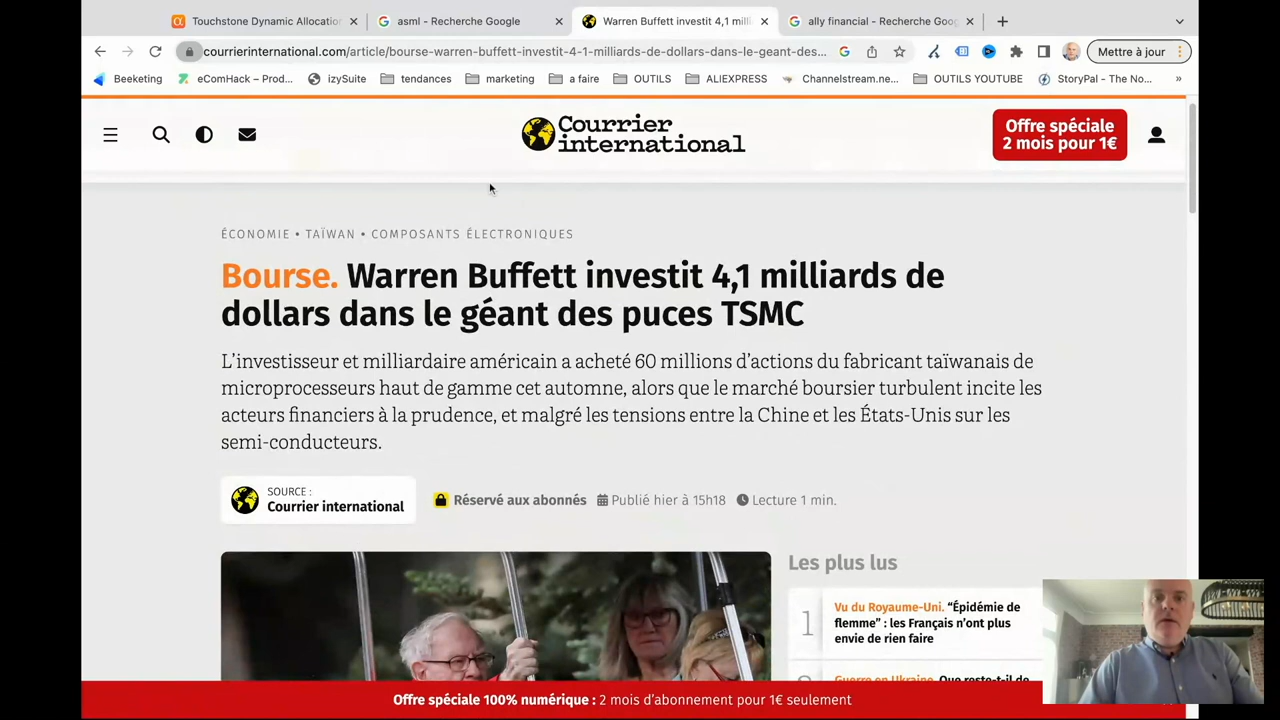 Touchstone Dynamic Allocatio
asml - Recherche Google
Warren Buffett investit 4,1 mill
ally financial - Recherche Goog
courrierinternational.com/article/bourse-warren-buffett-investit-4-1-milliards-de-dollars-dans-le-geant-des...
Mettre à jour
Beeketing
eComHack – Prod...
izySuite
tendances
marketing
a faire
OUTILS
ALIEXPRESS
Channelstream.ne...
OUTILS YOUTUBE
StoryPal - The No...
»
Courrier
international
Offre spéciale
2 mois pour 1€
ÉCONOMIE • TAÏWAN • COMPOSANTS ÉLECTRONIQUES
Bourse. Warren Buffett investit 4,1 milliards de
dollars dans le géant des puces TSMC
L’investisseur et milliardaire américain a acheté 60 millions d’actions du fabricant taïwanais de
microprocesseurs haut de gamme cet automne, alors que le marché boursier turbulent incite les
acteurs financiers à la prudence, et malgré les tensions entre la Chine et les États-Unis sur les
semi-conducteurs.
SOURCE :
Courrier international
Réservé aux abonnés
Publié hier à 15h18
Lecture 1 min.
Les plus lus
1
Vu du Royaume-Uni. “Épidémie de
flemme” : les Français n’ont plus
envie de rien faire
Guerre en Ukraine. Que reste-t-il de
Offre spéciale 100% numérique : 2 mois d’abonnement pour 1€ seulement